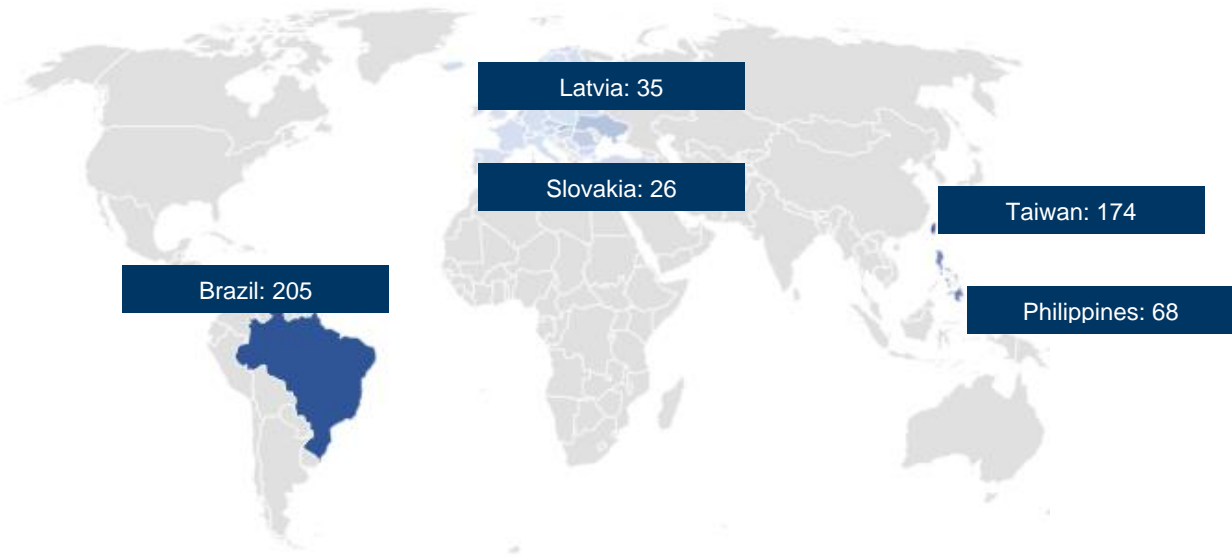 Latvia: 35
Slovakia: 26
Taiwan: 174
Brazil: 205
Philippines: 68